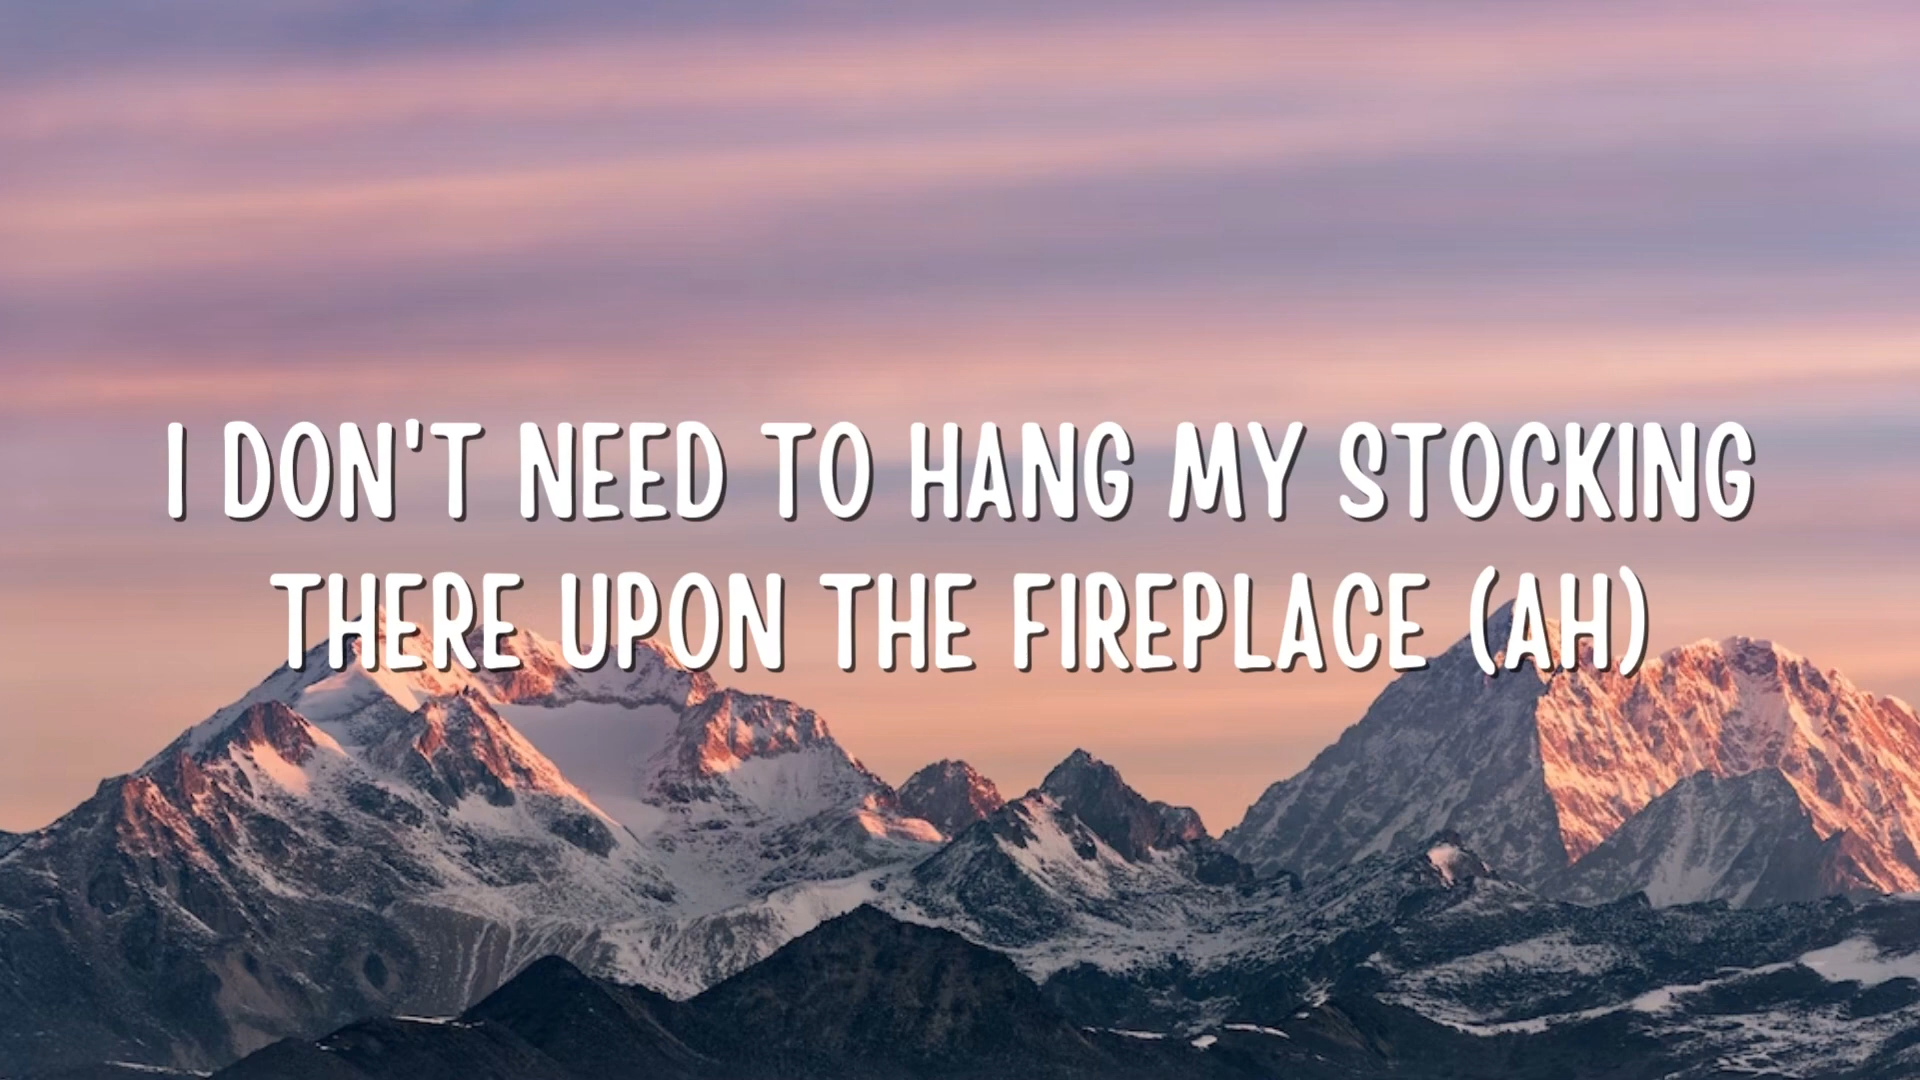 I DON'T NEED TO HANG MY STOCKING
THERE UPON THE FIREPLACE (AH)